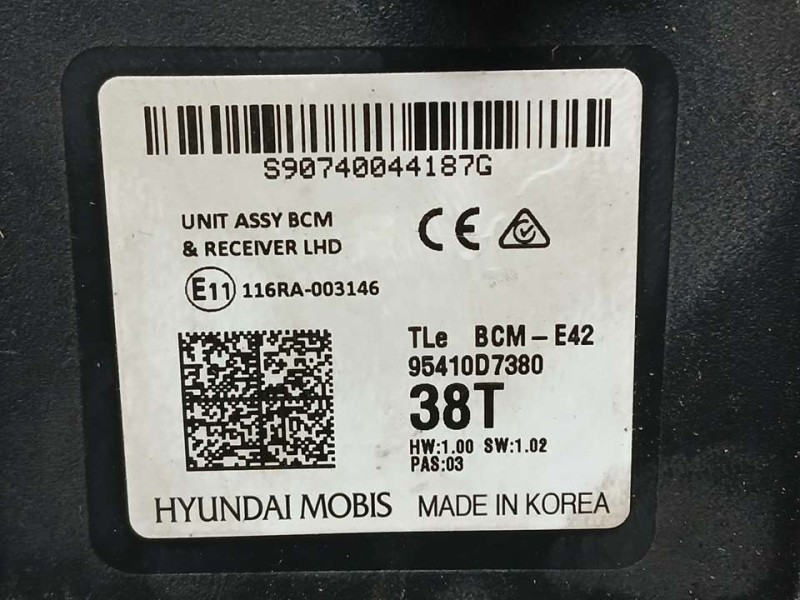 S90740044187G
UNIT ASSY BCM
& RECEIVER LHD
CE
E11 116RA-003146
TLe BCM-E42
95410D7380
38T
HW:1.00 SW:1.02
PAS:03
HYUNDAI MOBIS MADE IN KOREA